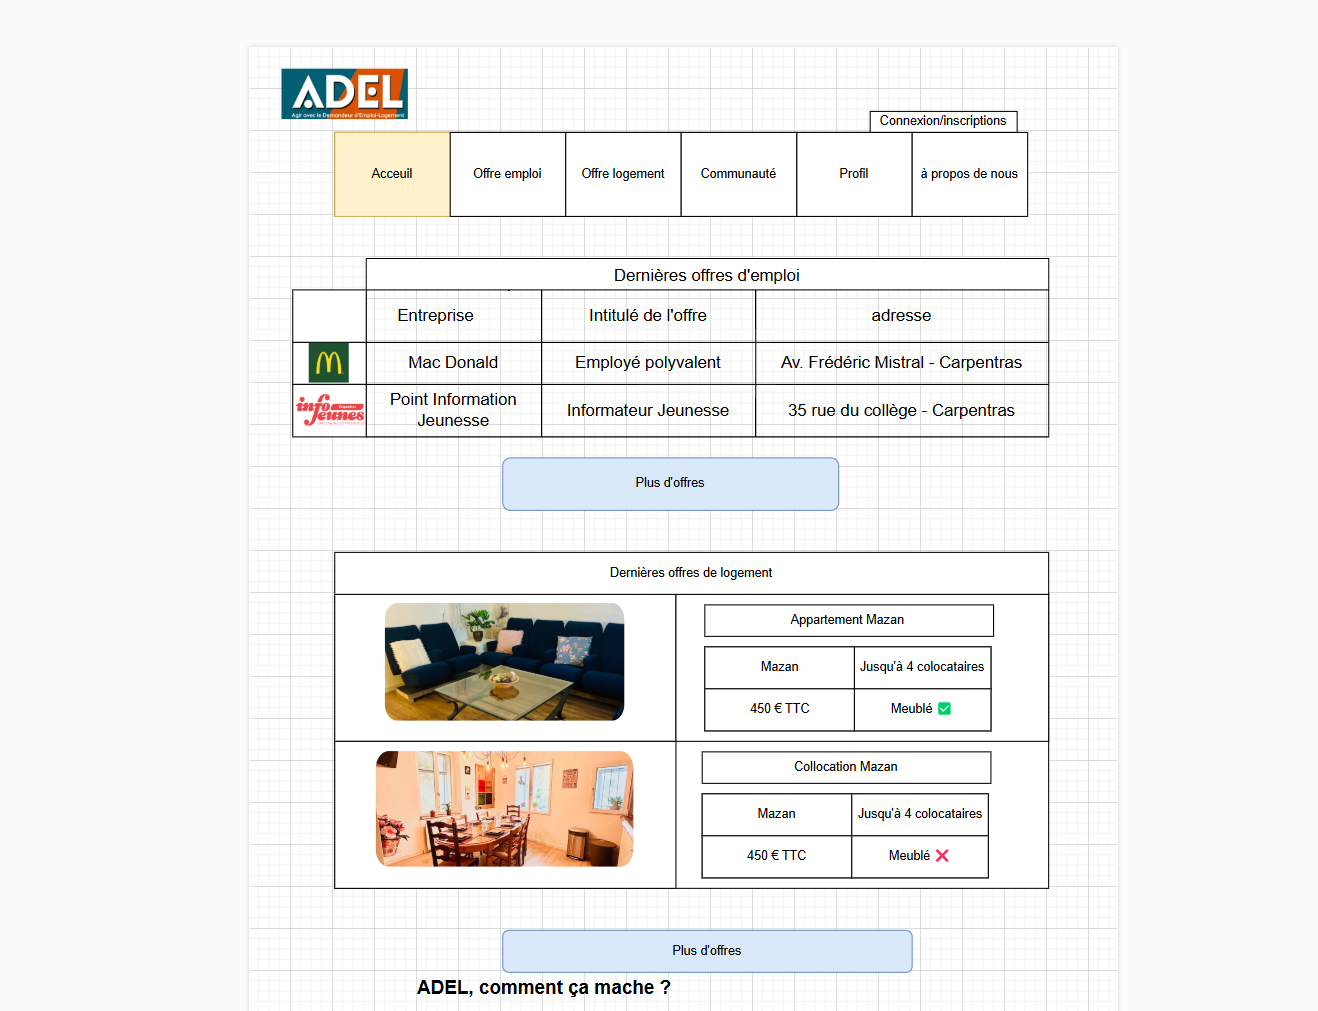 ADEL
Agir avec le Demandeur d'Emploi-Logement
Connexion/inscriptions
Acceuil
Offre emploi
Offre logement
Communauté
Profil
à propos de nous
Dernières offres d'emploi
Entreprise
Intitulé de l'offre
adresse
Mac Donald
Employé polyvalent
Av. Frédéric Mistral - Carpentras
info
Jeunes
Point Information
Jeunesse
Informateur Jeunesse
35 rue du collège - Carpentras
Plus d'offres
Dernières offres de logement
Appartement Mazan
Mazan
Jusqu'à 4 colocataires
450 € TTC
Meublé ✅
Collocation Mazan
Mazan
Jusqu'à 4 colocataires
450 € TTC
Meublé ❌
Plus d'offres
ADEL, comment ça mache ?